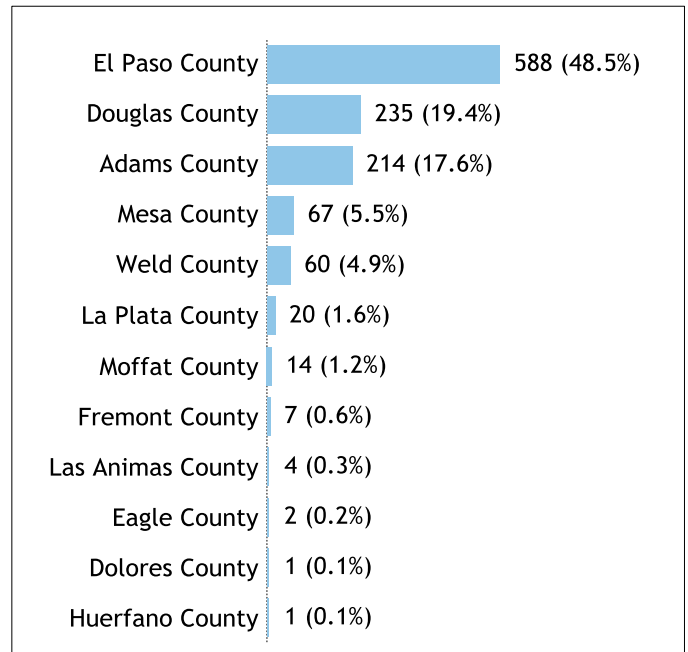 El Paso County 588 (48.5%)
Douglas County 235 (19.4%)
Adams County 214 (17.6%)
Mesa County 67 (5.5%)
Weld County 60 (4.9%)
La Plata County 20 (1.6%)
Moffat County 14 (1.2%)
Fremont County 7 (0.6%)
Las Animas County 4 (0.3%)
Eagle County 2 (0.2%)
Dolores County 1 (0.1%)
Huerfano County 1 (0.1%)